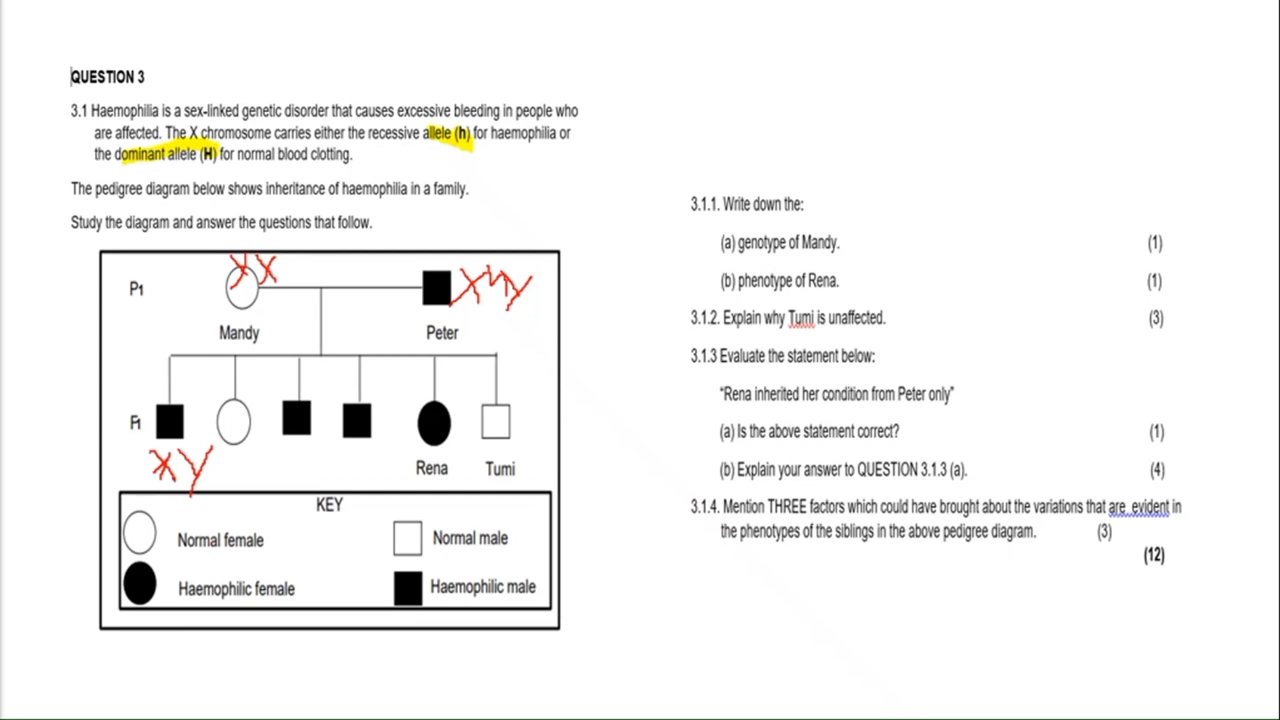 QUESTION 3
3.1 Haemophilia is a sex-linked genetic disorder that causes excessive bleeding in people who
are affected. The X chromosome carries either the recessive allele (h) for haemophilia or
the dominant allele (H) for normal blood clotting.
The pedigree diagram below shows inheritance of haemophilia in a family.
Study the diagram and answer the questions that follow.
XX
P1
XhY
Mandy
Peter
F1
XY
Rena
Tumi
KEY
Normal female
Normal male
Haemophilic female
Haemophilic male
3.1.1. Write down the:
(a) genotype of Mandy. (1)
(b) phenotype of Rena. (1)
3.1.2. Explain why Tumi is unaffected. (3)
3.1.3 Evaluate the statement below:
“Rena inherited her condition from Peter only”
(a) Is the above statement correct? (1)
(b) Explain your answer to QUESTION 3.1.3 (a). (4)
3.1.4. Mention THREE factors which could have brought about the variations that are evident in
the phenotypes of the siblings in the above pedigree diagram. (3)
(12)